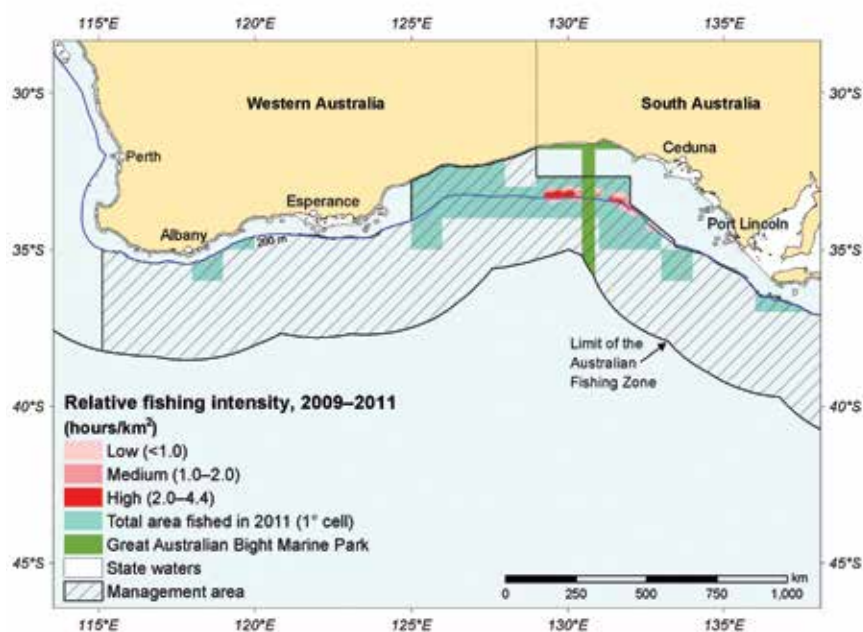 115°E 120°E 125°E 130°E 135°E
30°S 30°S
Western Australia
South Australia
Perth
Ceduna
Esperance
Albany
Port Lincoln
200 m
35°S 35°S
Limit of the
Australian
Fishing Zone
40°S 40°S
Relative fishing intensity, 2009–2011
(hours/km²)
Low (<1.0)
Medium (1.0–2.0)
High (2.0–4.4)
Total area fished in 2011 (1° cell)
Great Australian Bight Marine Park
State waters
Management area
45°S 45°S
km
0 250 500 750 1,000
115°E 120°E 125°E 130°E 135°E